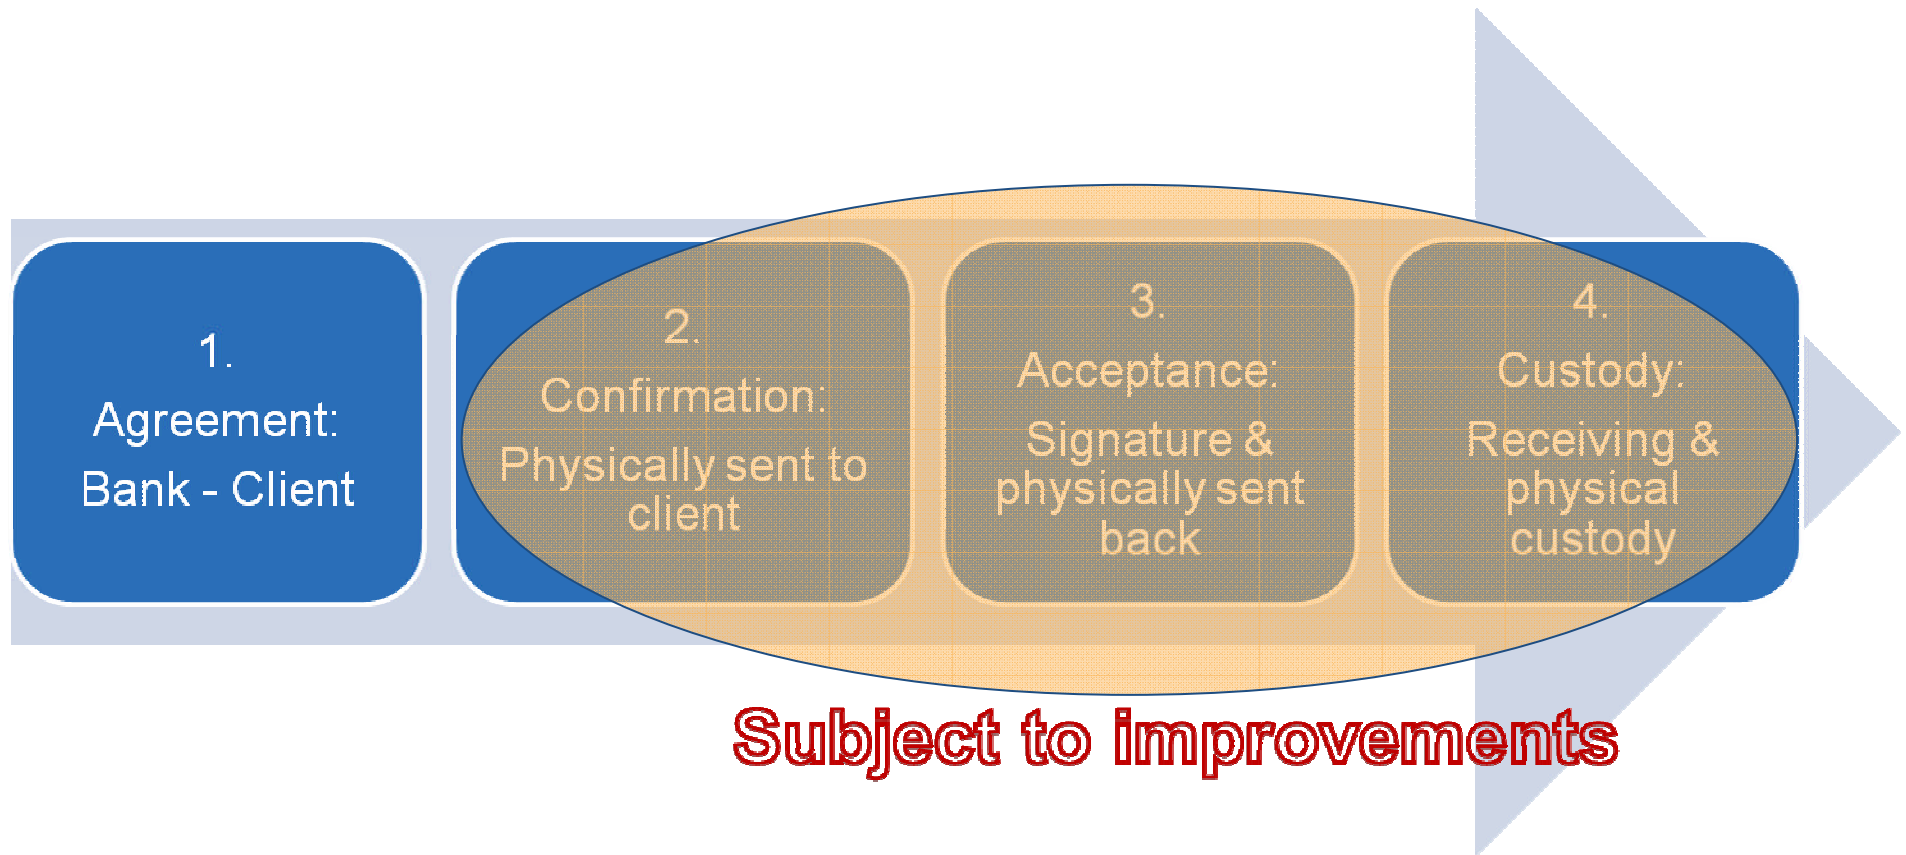 1.
Agreement:
Bank - Client
2.
Confirmation:
Physically sent to
client
3.
Acceptance:
Signature &
physically sent
back
4.
Custody:
Receiving &
physical
custody
Subject to improvements